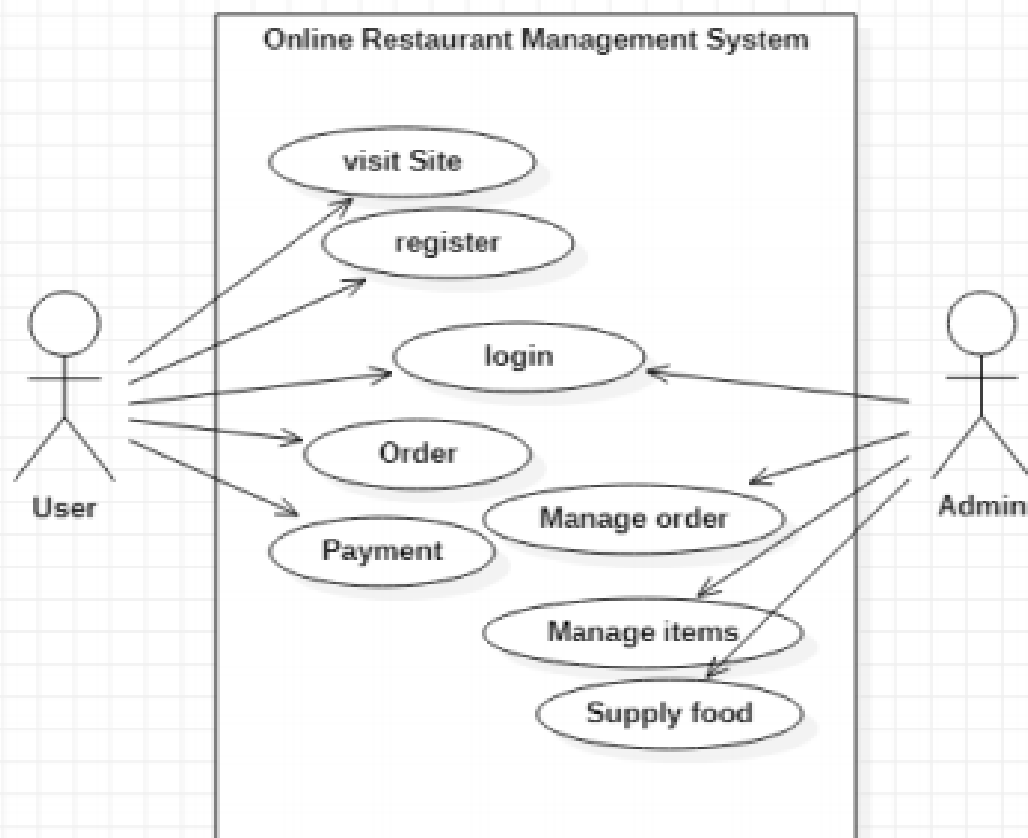 Online Restaurant Management System
visit Site
register
login
Order
Manage order
Payment
Manage items
Supply food
User
Admin